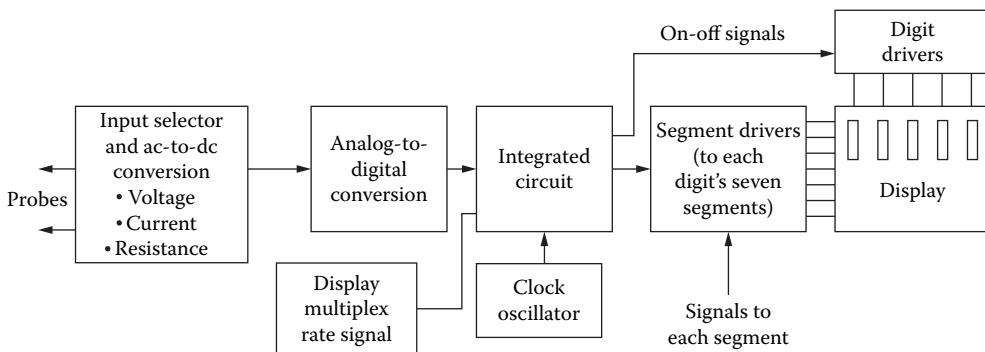 On-off signals
Digit
drivers
Probes
Input selector
and ac-to-dc
conversion
• Voltage
• Current
• Resistance
Analog-to-
digital
conversion
Integrated
circuit
Segment drivers
(to each
digit's seven
segments)
Display
Display
multiplex
rate signal
Clock
oscillator
Signals to
each segment